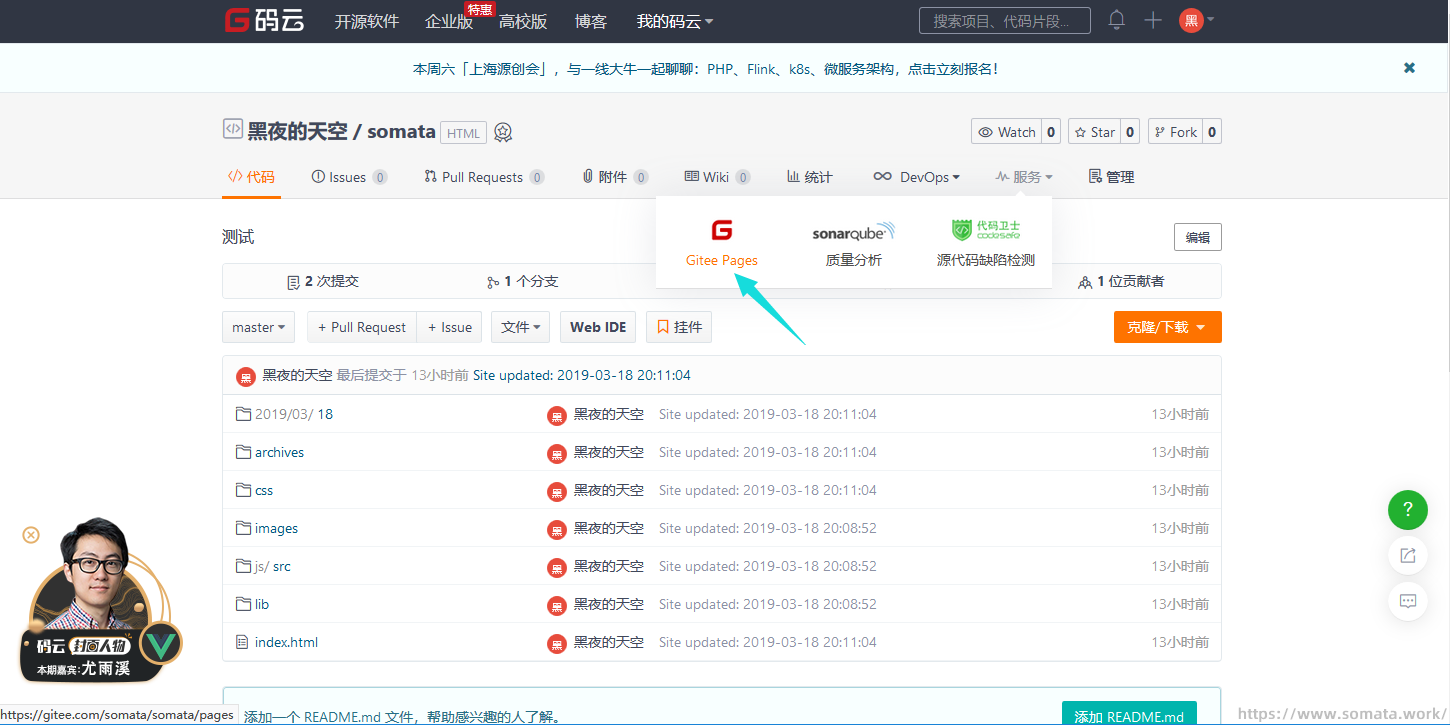 G 码云 开源软件 企业版 特惠 高校版 博客 我的码云 搜索项目、代码片段... 黑
本周六「上海源创会」，与一线大牛一起聊聊：PHP、Flink、k8s、微服务架构，点击立刻报名！
黑夜的天空 / somata HTML Watch 0 Star 0 Fork 0
代码 Issues 0 Pull Requests 0 附件 0 Wiki 0 统计 DevOps 服务 管理
测试 编辑
G sonarqube 代码卫士 codesafe
Gitee Pages 质量分析 源代码缺陷检测
2 次提交 1 个分支 1 位贡献者
master + Pull Request + Issue 文件 Web IDE 挂件 克隆/下载
黑 黑夜的天空 最后提交于 13小时前 Site updated: 2019-03-18 20:11:04
2019/03/ 18 黑 黑夜的天空 Site updated: 2019-03-18 20:11:04 13小时前
archives 黑 黑夜的天空 Site updated: 2019-03-18 20:11:04 13小时前
css 黑 黑夜的天空 Site updated: 2019-03-18 20:11:04 13小时前
images 黑 黑夜的天空 Site updated: 2019-03-18 20:08:52 13小时前
js/ src 黑 黑夜的天空 Site updated: 2019-03-18 20:08:52 13小时前
lib 黑 黑夜的天空 Site updated: 2019-03-18 20:08:52 13小时前
index.html 黑 黑夜的天空 Site updated: 2019-03-18 20:11:04 13小时前
?
码云 封面人物
本期嘉宾:尤雨溪
添加一个 README.md 文件，帮助感兴趣的人了解。 添加 README.md
https://gitee.com/somata/somata/pages
https://www.somata.work/